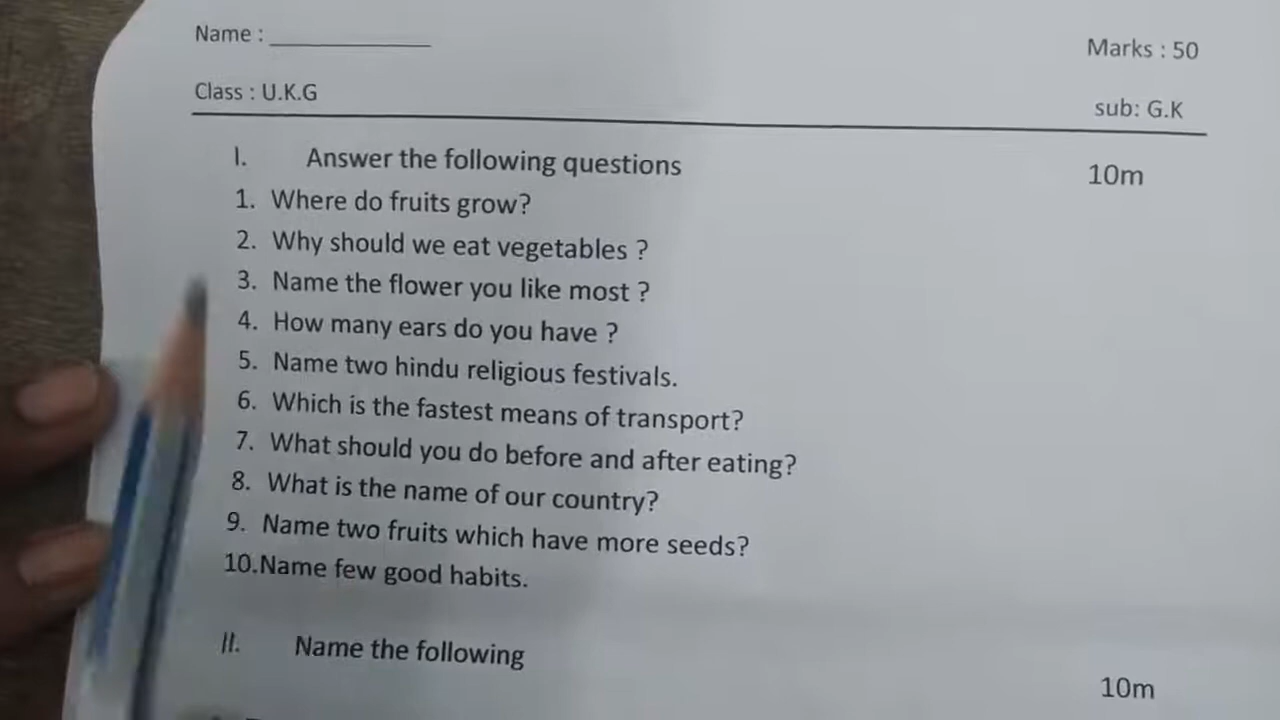 Name : ____________
Marks : 50
Class : U.K.G
sub: G.K
I. Answer the following questions 10m
1. Where do fruits grow?
2. Why should we eat vegetables ?
3. Name the flower you like most ?
4. How many ears do you have ?
5. Name two hindu religious festivals.
6. Which is the fastest means of transport?
7. What should you do before and after eating?
8. What is the name of our country?
9. Name two fruits which have more seeds?
10.Name few good habits.
II. Name the following
10m